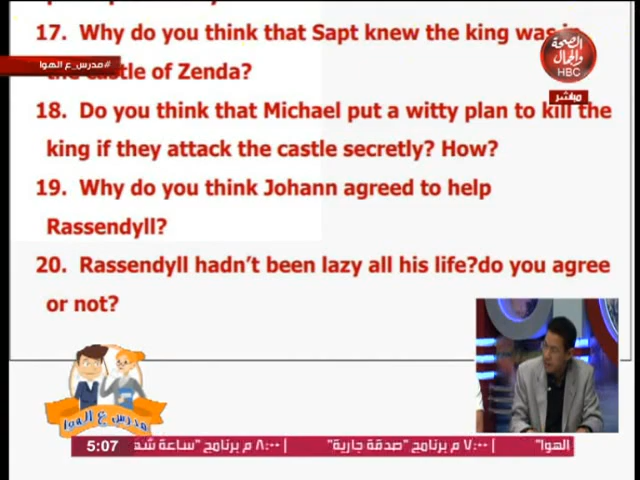 17. Why do you think that Sapt knew the king was in
#مدرس_ع_الهوا
the castle of Zenda?
الصحة
والجمال
HBC
مباشر
18. Do you think that Michael put a witty plan to kill the
king if they attack the castle secretly? How?
19. Why do you think Johann agreed to help
Rassendyll?
20. Rassendyll hadn't been lazy all his life?do you agree
or not?
مدرس ع الهوا
5:07
الهوا" | ٧:٠٠ م برنامج "صدقة جارية" | ٨:٠٠ م برنامج "ساعة